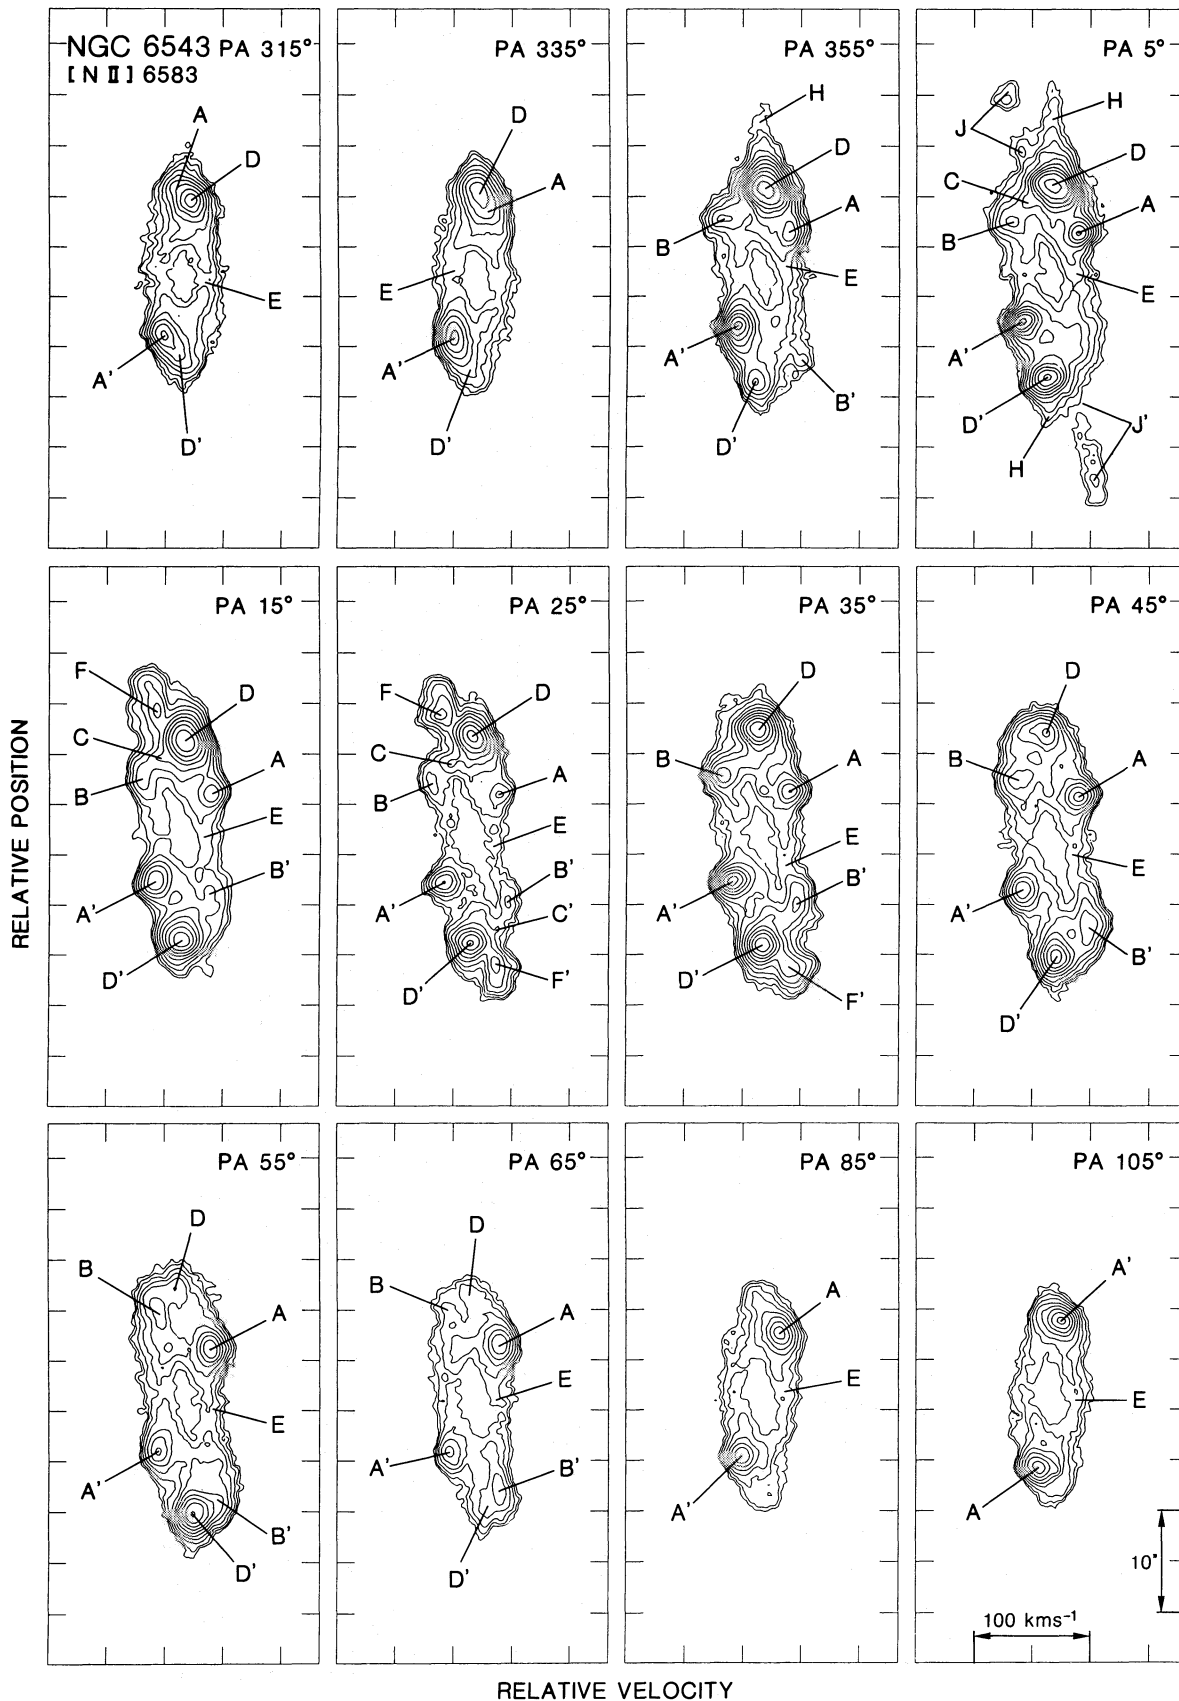 NGC 6543 PA 315°
[N II] 6583
A
D
E
A'
D'
PA 335°
D
A
E
A'
D'
PA 355°
H
D
A
B
E
A'
B'
D'
PA 5°
H
J
D
C
A
B
E
A'
D'
J'
H
PA 15°
F
D
C
A
B
E
B'
A'
D'
PA 25°
F
D
C
A
B
E
B'
A'
C'
F'
D'
PA 35°
D
B
A
E
B'
A'
D'
F'
PA 45°
D
B
A
E
A'
B'
D'
PA 55°
D
B
A
E
A'
B'
D'
PA 65°
D
B
A
E
A'
B'
D'
PA 85°
A
E
A'
PA 105°
A'
E
A
10"
100 kms⁻¹
RELATIVE POSITION
RELATIVE VELOCITY